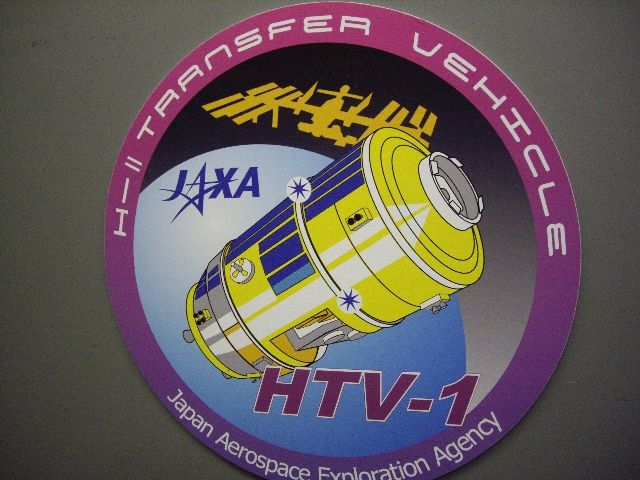 H-II TRANSFER VEHICLE
JAXA
HTV-1
Japan Aerospace Exploration Agency